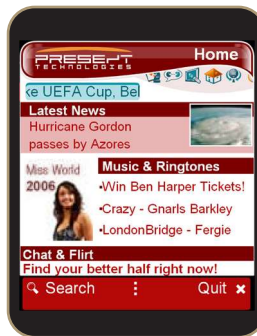 PRESENT
TECHNOLOGIES
Home
ke UEFA Cup, Bel
Latest News
Hurricane Gordon
passes by Azores
Miss World
2006
Music & Ringtones
•Win Ben Harper Tickets!
•Crazy - Gnarls Barkley
•LondonBridge - Fergie
Chat & Flirt
Find your better half right now!
Search
Quit